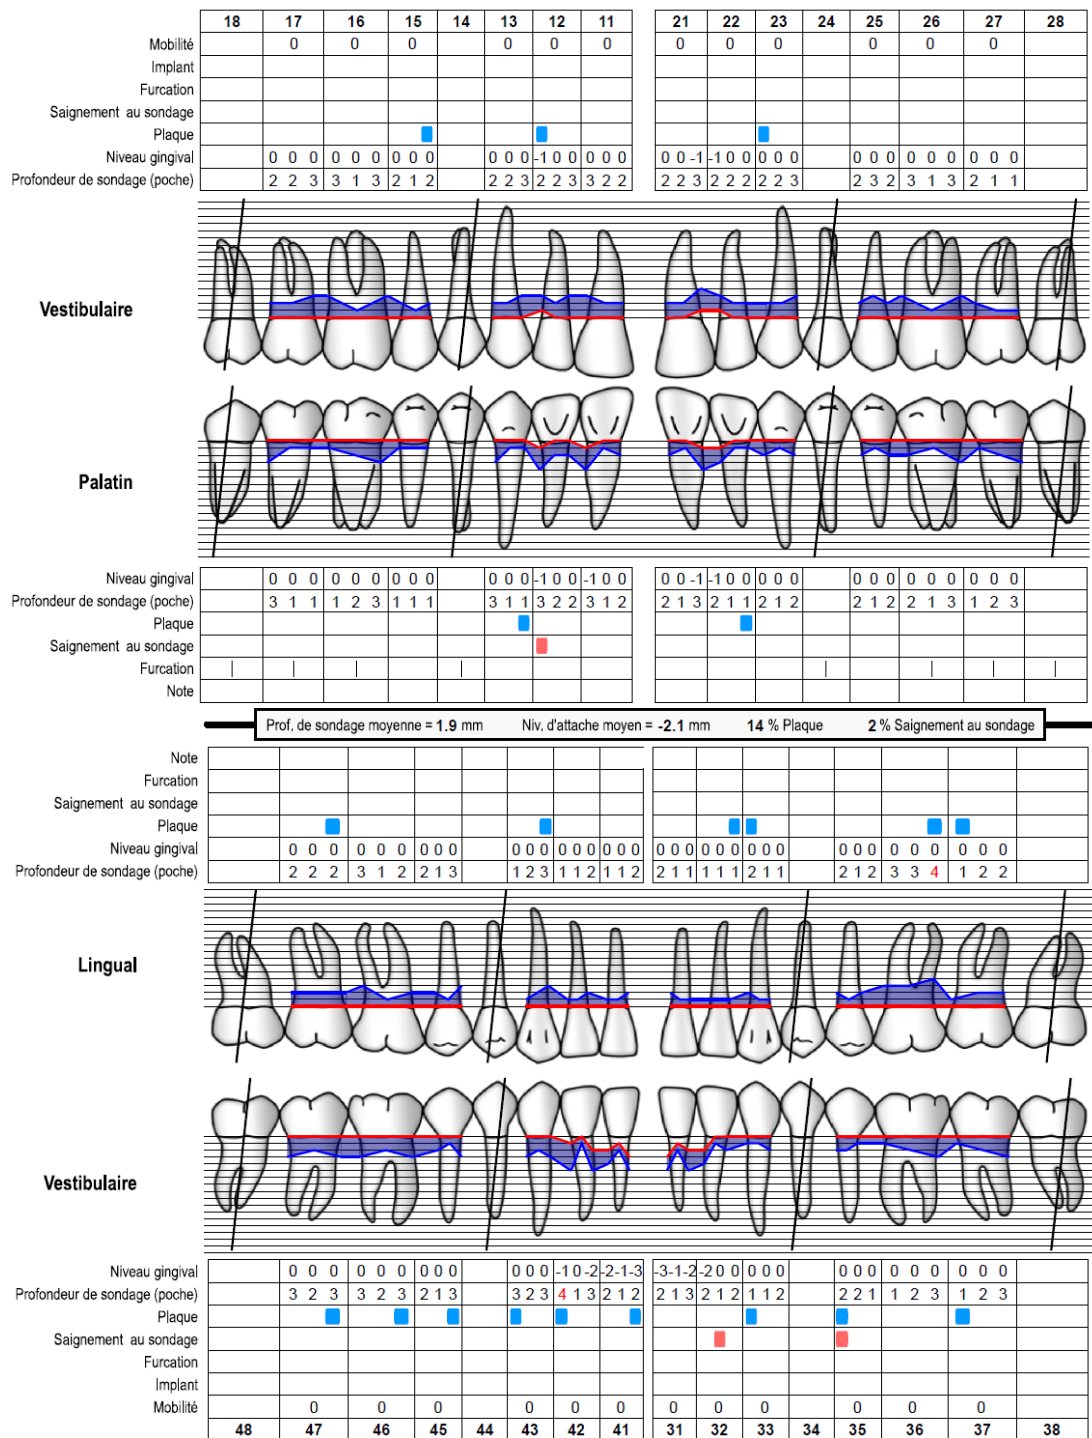 18 17 16 15 14 13 12 11 21 22 23 24 25 26 27 28
Mobilité 0 0 0 0 0 0 0 0 0 0 0 0
Implant
Furcation
Saignement au sondage
Plaque
Niveau gingival 0 0 0 0 0 0 0 0 0 0 0 0 -1 0 0 0 0 0 0 0 -1 -1 0 0 0 0 0 0 0 0 0 0 0 0 0 0
Profondeur de sondage (poche) 2 2 3 3 1 3 2 1 2 2 2 3 2 2 3 3 2 2 2 2 3 2 2 2 2 2 3 2 3 2 3 1 3 2 1 1
Vestibulaire
Palatin
Niveau gingival 0 0 0 0 0 0 0 0 0 0 0 0 -1 0 0 -1 0 0 0 0 -1 -1 0 0 0 0 0 0 0 0 0 0 0 0 0 0
Profondeur de sondage (poche) 3 1 1 1 2 3 1 1 1 3 1 1 3 2 2 3 1 2 2 1 3 2 1 1 2 1 2 2 1 2 2 1 3 1 2 3
Plaque
Saignement au sondage
Furcation | | | | | | | |
Note
Prof. de sondage moyenne = 1.9 mm Niv. d'attache moyen = -2.1 mm 14 % Plaque 2 % Saignement au sondage
Note
Furcation
Saignement au sondage
Plaque
Niveau gingival 0 0 0 0 0 0 0 0 0 0 0 0 0 0 0 0 0 0 0 0 0 0 0 0 0 0 0 0 0 0 0 0 0 0 0 0
Profondeur de sondage (poche) 2 2 2 3 1 2 2 1 3 1 2 3 1 1 2 1 1 2 2 1 1 1 1 1 2 1 1 2 1 2 3 3 4 1 2 2
Lingual
Vestibulaire
Niveau gingival 0 0 0 0 0 0 0 0 0 0 0 0 -1 0 -2 -2 -1 -3 -3 -1 -2 -2 0 0 0 0 0 0 0 0 0 0 0 0 0 0
Profondeur de sondage (poche) 3 2 3 3 2 3 2 1 3 3 2 3 4 1 3 2 1 2 2 1 3 2 1 2 1 1 2 2 2 1 1 2 3 1 2 3
Plaque
Saignement au sondage
Furcation
Implant
Mobilité 0 0 0 0 0 0 0 0 0 0 0 0
48 47 46 45 44 43 42 41 31 32 33 34 35 36 37 38